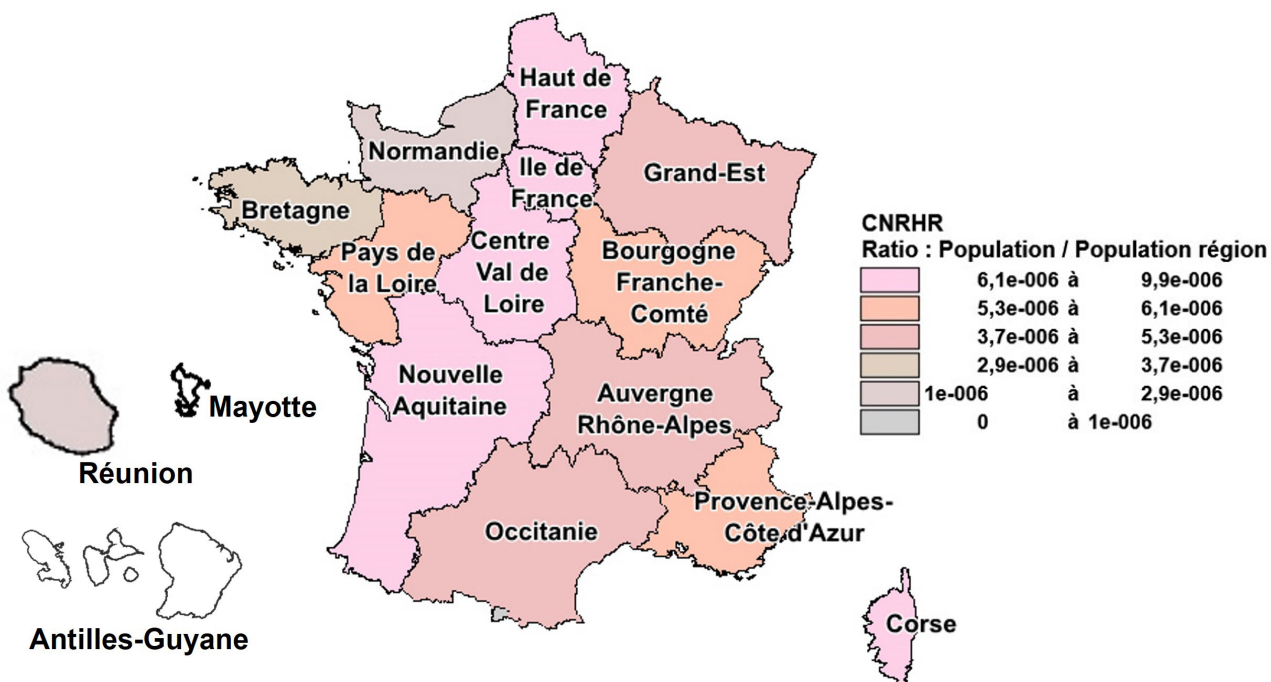 Haut de
France
Normandie
Ile de
France
Grand-Est
Bretagne
Pays de
la Loire
Centre
Val de
Loire
Bourgogne
Franche-
Comté
CNRHR
Ratio : Population / Population région
6,1e-006 à 9,9e-006
5,3e-006 à 6,1e-006
3,7e-006 à 5,3e-006
2,9e-006 à 3,7e-006
1e-006 à 2,9e-006
0 à 1e-006
Nouvelle
Aquitaine
Auvergne
Rhône-Alpes
Mayotte
Réunion
Occitanie
Provence-Alpes-
Côte d'Azur
Antilles-Guyane
Corse